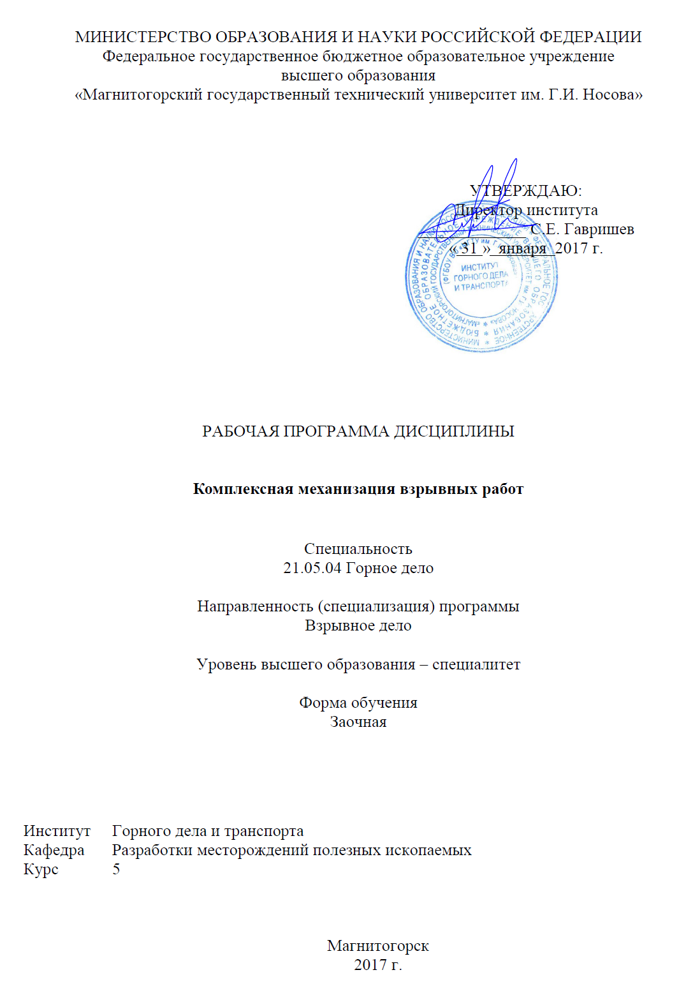 МИНИСТЕРСТВО ОБРАЗОВАНИЯ И НАУКИ РОССИЙСКОЙ ФЕДЕРАЦИИ
Федеральное государственное бюджетное образовательное учреждение
высшего образования
«Магнитогорский государственный технический университет им. Г.И. Носова»
УТВЕРЖДАЮ:
Директор института
С.Е. Гавришев
« 31 » января 2017 г.
ИНСТИТУТ
ГОРНОГО ДЕЛА
И ТРАНСПОРТА
РАБОЧАЯ ПРОГРАММА ДИСЦИПЛИНЫ
Комплексная механизация взрывных работ
Специальность
21.05.04 Горное дело
Направленность (специализация) программы
Взрывное дело
Уровень высшего образования – специалитет
Форма обучения
Заочная
Институт Горного дела и транспорта
Кафедра Разработки месторождений полезных ископаемых
Курс 5
Магнитогорск
2017 г.